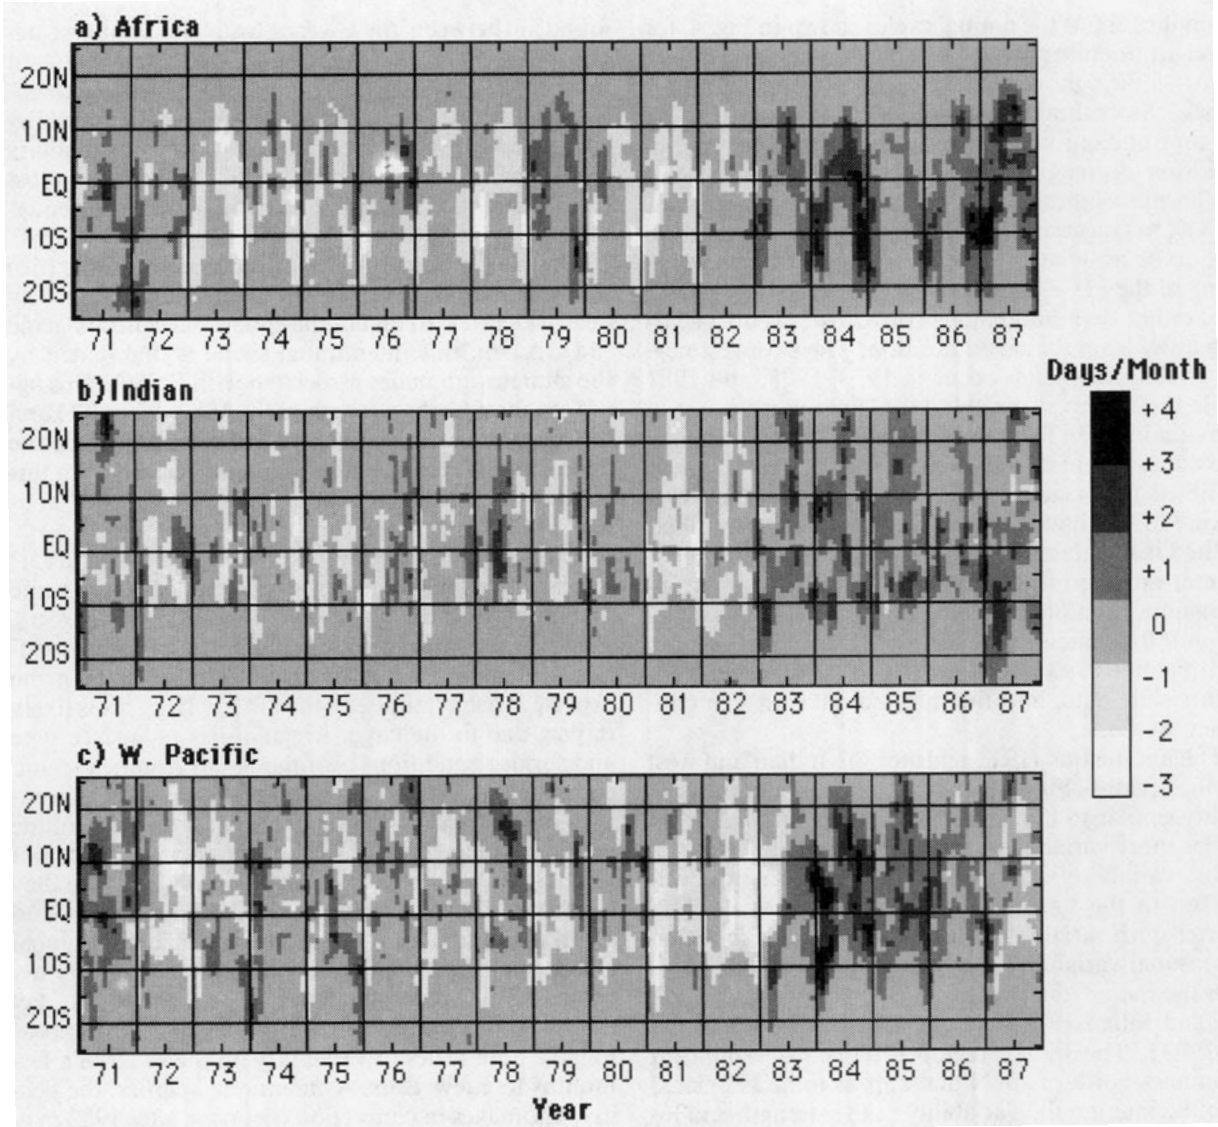 a) Africa
20N
10N
EQ
10S
20S
71 72 73 74 75 76 77 78 79 80 81 82 83 84 85 86 87
Days/Month
b) Indian
20N
10N
EQ
10S
20S
71 72 73 74 75 76 77 78 79 80 81 82 83 84 85 86 87
+4
+3
+2
+1
0
-1
-2
-3
c) W. Pacific
20N
10N
EQ
10S
20S
71 72 73 74 75 76 77 78 79 80 81 82 83 84 85 86 87
Year